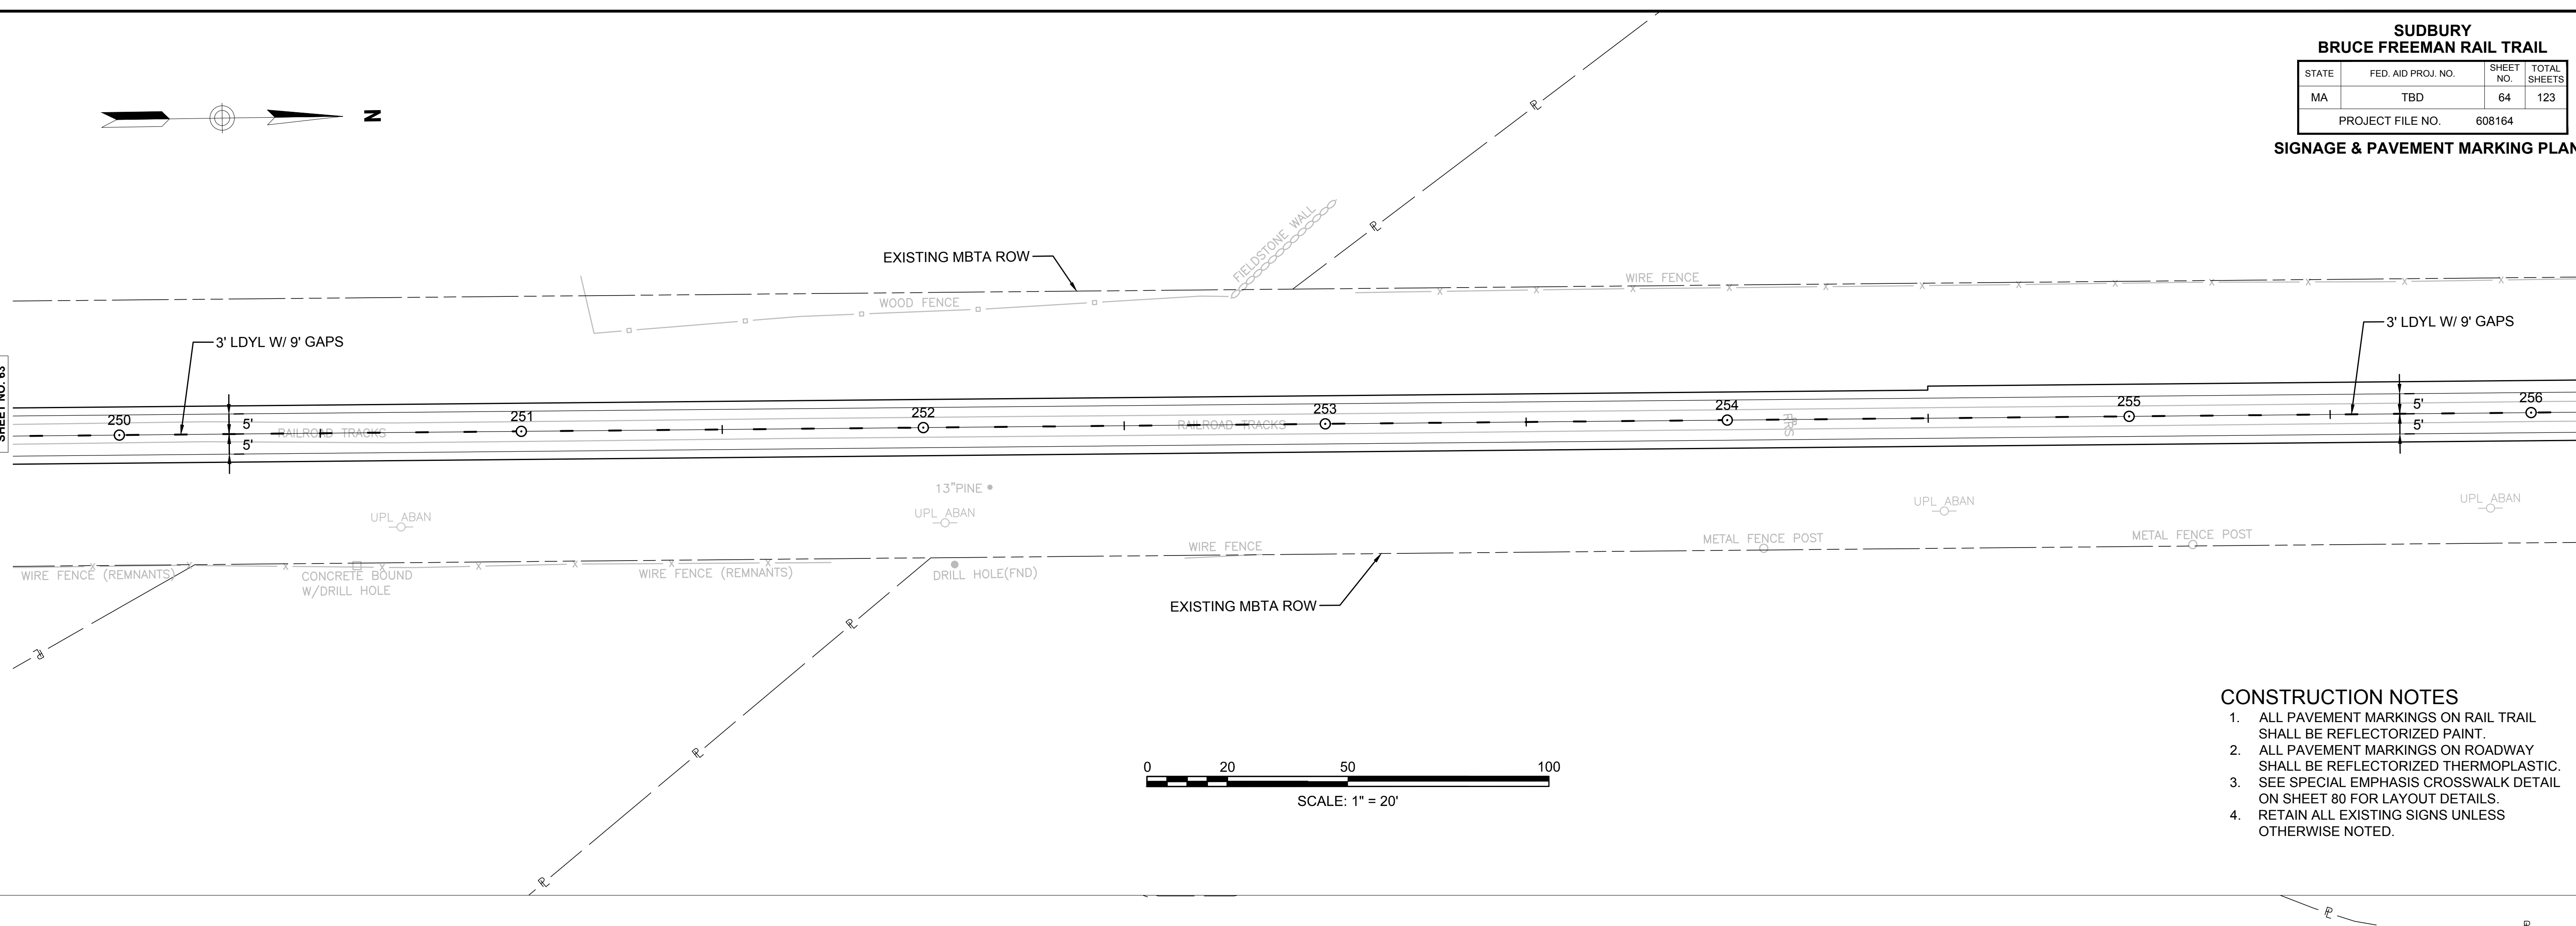 SUDBURY
BRUCE FREEMAN RAIL TRAIL
STATE FED. AID PROJ. NO. SHEET NO. TOTAL SHEETS
MA TBD 64 123
PROJECT FILE NO. 608164
SIGNAGE & PAVEMENT MARKING PLAN
N
EXISTING MBTA ROW
FIELDSTONE WALL
WIRE FENCE
WOOD FENCE
3' LDYL W/ 9' GAPS
3' LDYL W/ 9' GAPS
SHEET NO. 63
250 251 252 253 254 255 256
5'
5'
5'
5'
RAILROAD TRACKS
RAILROAD TRACKS
13"PINE
UPL ABAN
UPL ABAN
UPL ABAN
UPL ABAN
WIRE FENCE
METAL FENCE POST
METAL FENCE POST
WIRE FENCE (REMNANTS)
CONCRETE BOUND
W/DRILL HOLE
WIRE FENCE (REMNANTS)
DRILL HOLE(FND)
EXISTING MBTA ROW
0 20 50 100
SCALE: 1" = 20'
CONSTRUCTION NOTES
1. ALL PAVEMENT MARKINGS ON RAIL TRAIL
SHALL BE REFLECTORIZED PAINT.
2. ALL PAVEMENT MARKINGS ON ROADWAY
SHALL BE REFLECTORIZED THERMOPLASTIC.
3. SEE SPECIAL EMPHASIS CROSSWALK DETAIL
ON SHEET 80 FOR LAYOUT DETAILS.
4. RETAIN ALL EXISTING SIGNS UNLESS
OTHERWISE NOTED.